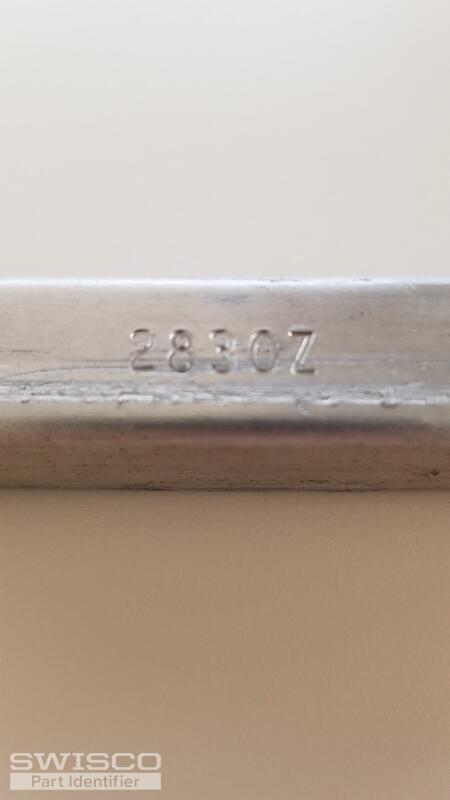 2830Z
SWISCO
Part Identifier